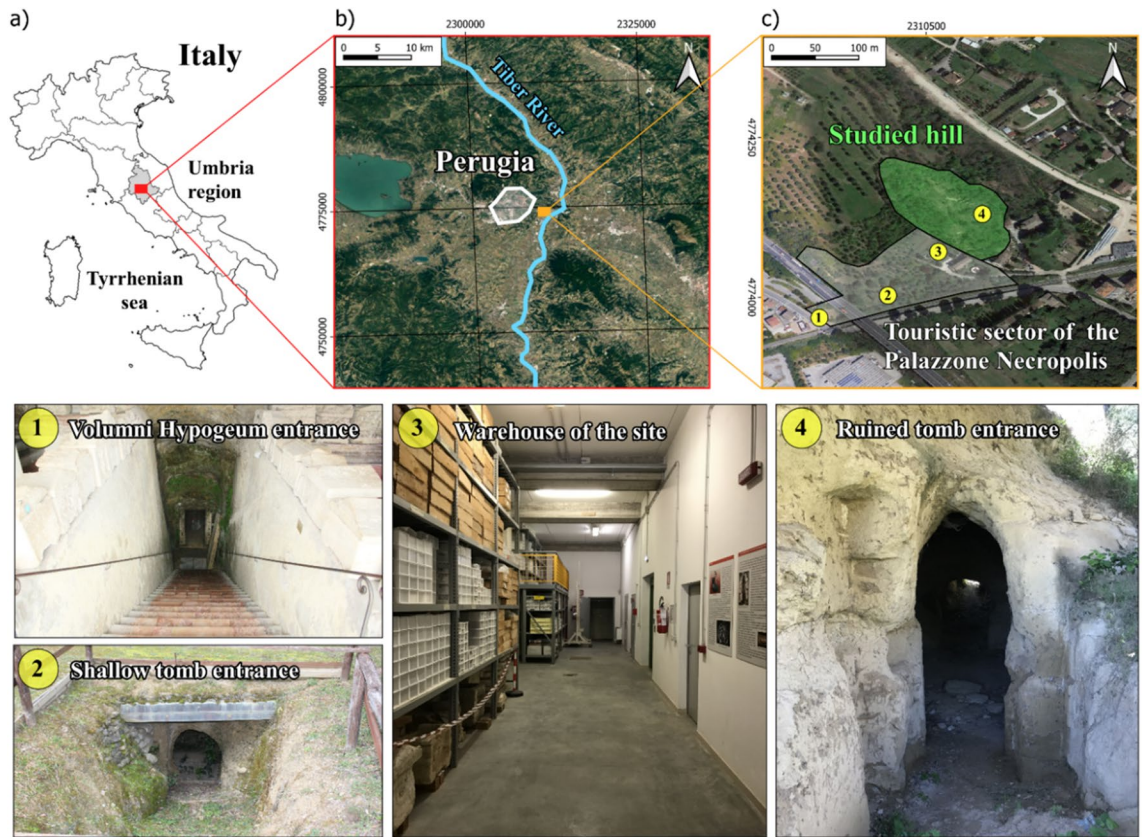 a)
Italy
Umbria
region
Tyrrhenian
sea
b)
2300000
2325000
0 5 10 km
N
4800000
4775000
4750000
Tiber River
Perugia
c)
2310500
0 50 100 m
N
4774250
4774000
Studied hill
4
3
2
1
Touristic sector of the
Palazzone Necropolis
1 Volumni Hypogeum entrance
2 Shallow tomb entrance
3 Warehouse of the site
4 Ruined tomb entrance